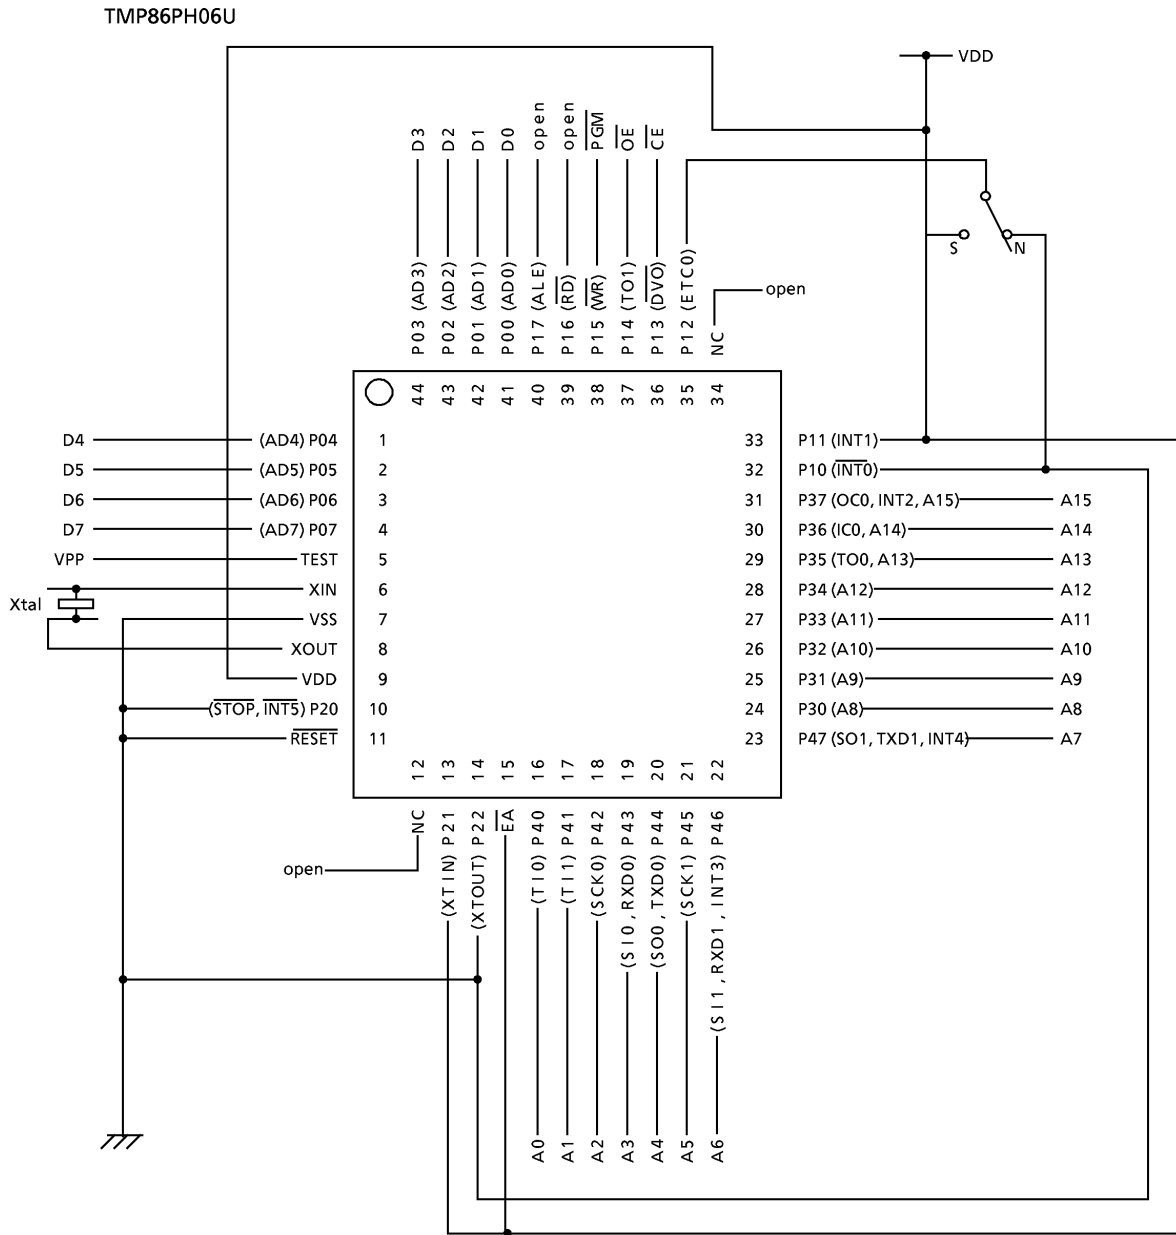 TMP86PH06U
VDD
D3
D2
D1
D0
open
open
PGM
OE
CE
S
N
P03 (AD3)
P02 (AD2)
P01 (AD1)
P00 (AD0)
P17 (ALE)
P16 (RD)
P15 (WR)
P14 (TO1)
P13 (DVO)
P12 (ETC0)
NC
open
44
43
42
41
40
39
38
37
36
35
34
D4 (AD4) P04 1
33 P11 (INT1)
D5 (AD5) P05 2
32 P10 (INT0)
D6 (AD6) P06 3
31 P37 (OC0, INT2, A15) A15
D7 (AD7) P07 4
30 P36 (IC0, A14) A14
VPP TEST 5
29 P35 (TO0, A13) A13
XIN 6
28 P34 (A12) A12
Xtal
VSS 7
27 P33 (A11) A11
XOUT 8
26 P32 (A10) A10
VDD 9
25 P31 (A9) A9
(STOP, INT5) P20 10
24 P30 (A8) A8
RESET 11
23 P47 (SO1, TXD1, INT4) A7
12
13
14
15
16
17
18
19
20
21
22
NC
open
(XTIN) P21
(XTOUT) P22
EA
(TI0) P40
(TI1) P41
(SCK0) P42
(SI0, RXD0) P43
(SO0, TXD0) P44
(SCK1) P45
(SI1, RXD1, INT3) P46
A0
A1
A2
A3
A4
A5
A6